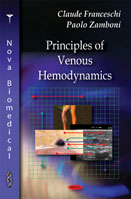 Claude Franceschi
Paolo Zamboni
Principles of
Venous
Hemodynamics
Nova Biomedical